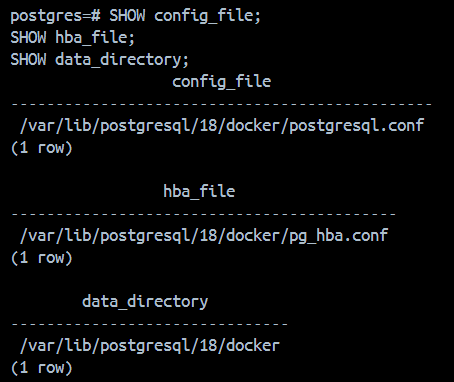 postgres=# SHOW config_file;
SHOW hba_file;
SHOW data_directory;
config_file
-----------------------------------------------
/var/lib/postgresql/18/docker/postgresql.conf
(1 row)
hba_file
-------------------------------------------
/var/lib/postgresql/18/docker/pg_hba.conf
(1 row)
data_directory
-------------------------------
/var/lib/postgresql/18/docker
(1 row)